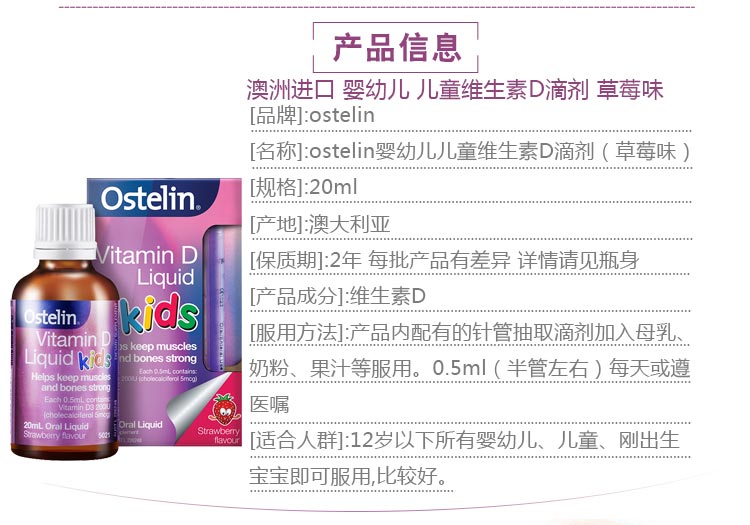 产品信息
澳洲进口 婴幼儿 儿童维生素D滴剂 草莓味
[品牌]:ostelin
[名称]:ostelin婴幼儿儿童维生素D滴剂（草莓味）
[规格]:20ml
[产地]:澳大利亚
[保质期]:2年 每批产品有差异 详情请见瓶身
[产品成分]:维生素D
[服用方法]:产品内配有的针管抽取滴剂加入母乳、
奶粉、果汁等服用。0.5ml（半管左右）每天或遵
医嘱
[适合人群]:12岁以下所有婴幼儿、儿童、刚出生
宝宝即可服用,比较好。
Ostelin®
Vitamin D
Liquid
kids
ps keep muscles
and bones strong
Each 0.5mL contains:
200IU (cholecalciferol 5mcg)
Oral Liquid
Strawberry
flavour
Ostelin
Vitamin D
Liquid kids
Helps keep muscles
and bones strong
Each 0.5mL contains
Vitamin D3 200IU
(cholecalciferol 5mcg)
20mL Oral Liquid
Strawberry flavour